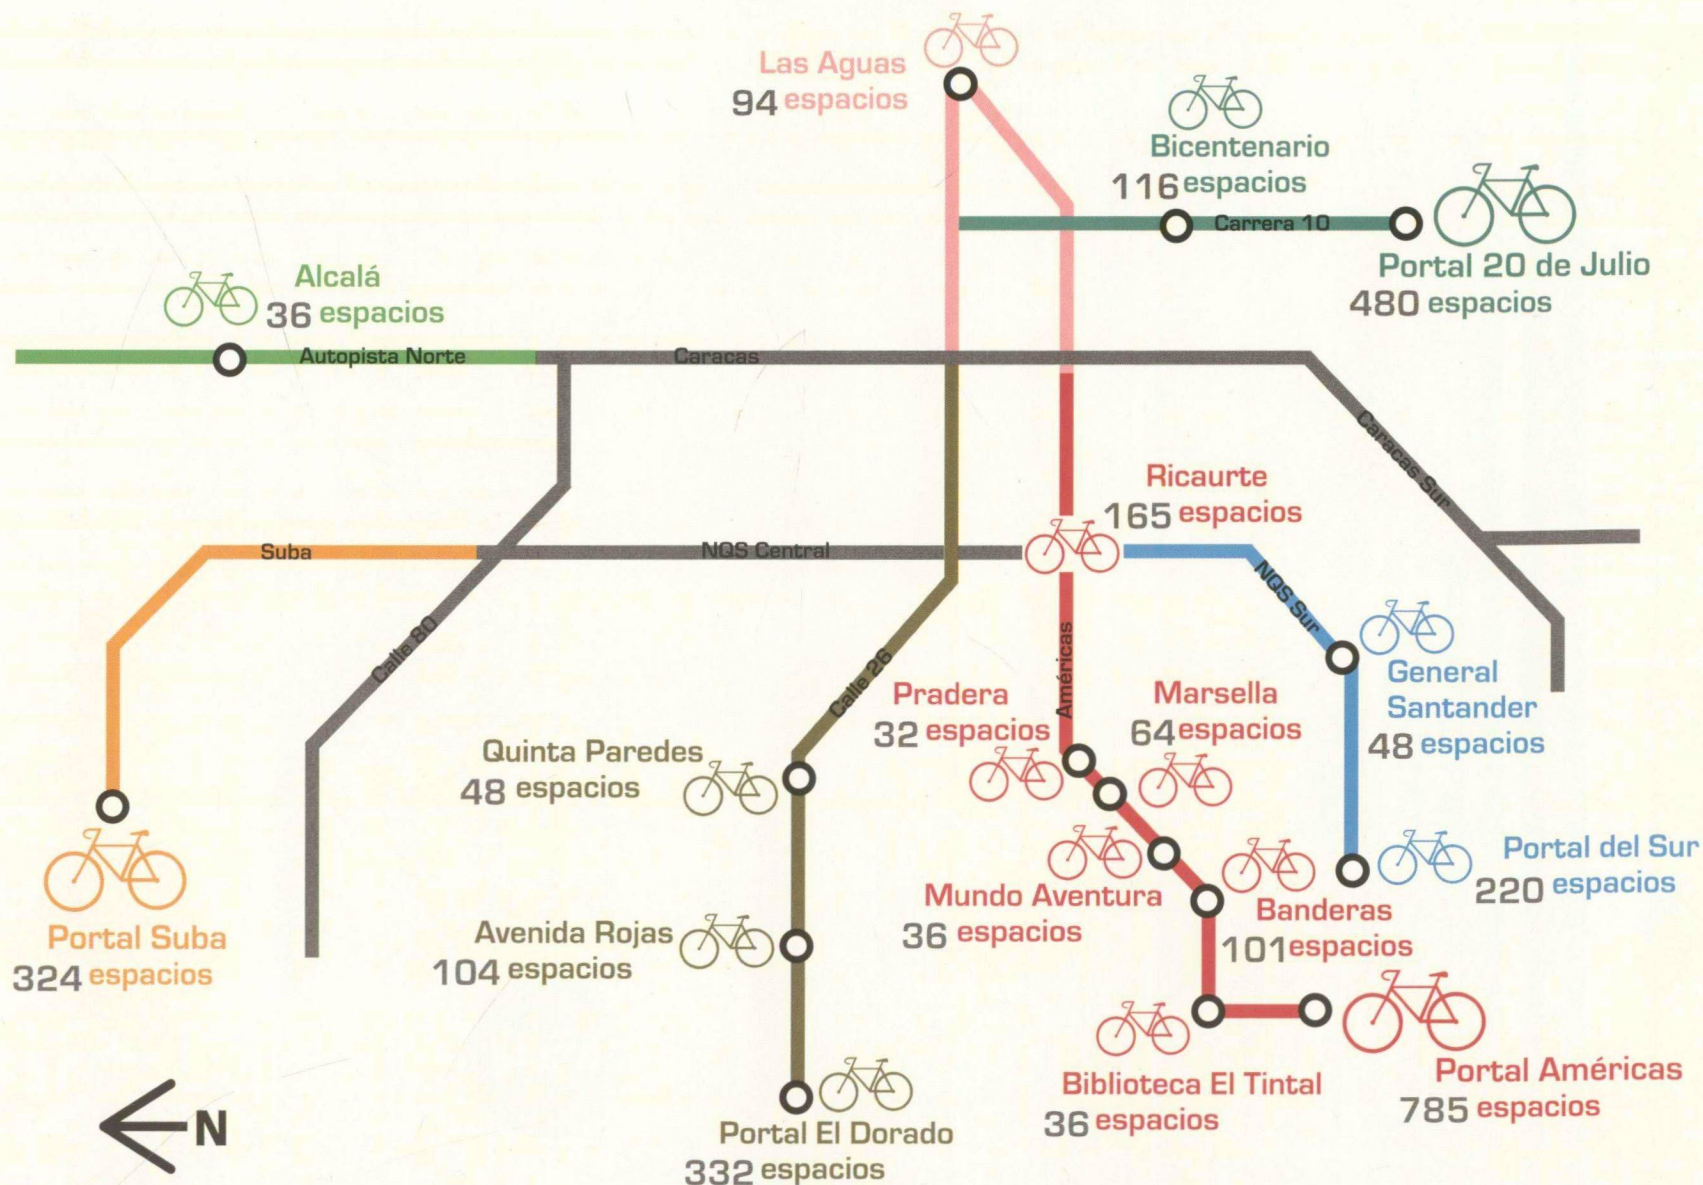 Las Aguas
94 espacios
Bicentenario
116 espacios
Carrera 10
Portal 20 de Julio
480 espacios
Alcalá
36 espacios
Autopista Norte
Caracas
Caracas Sur
Ricaurte
165 espacios
Suba
NQS Central
NQS Sur
Calle 80
Calle 26
Américas
General
Santander
48 espacios
Pradera
32 espacios
Marsella
64 espacios
Quinta Paredes
48 espacios
Portal del Sur
220 espacios
Mundo Aventura
36 espacios
Banderas
101 espacios
Portal Suba
324 espacios
Avenida Rojas
104 espacios
Biblioteca El Tintal
36 espacios
Portal Américas
785 espacios
N
Portal El Dorado
332 espacios